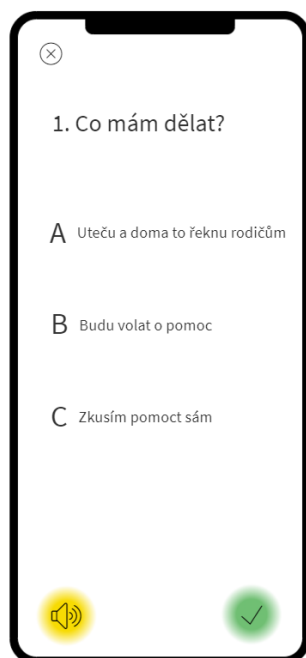 1. Co mám dělat?
A Uteču a doma to řeknu rodičům
B Budu volat o pomoc
C Zkusím pomoct sám